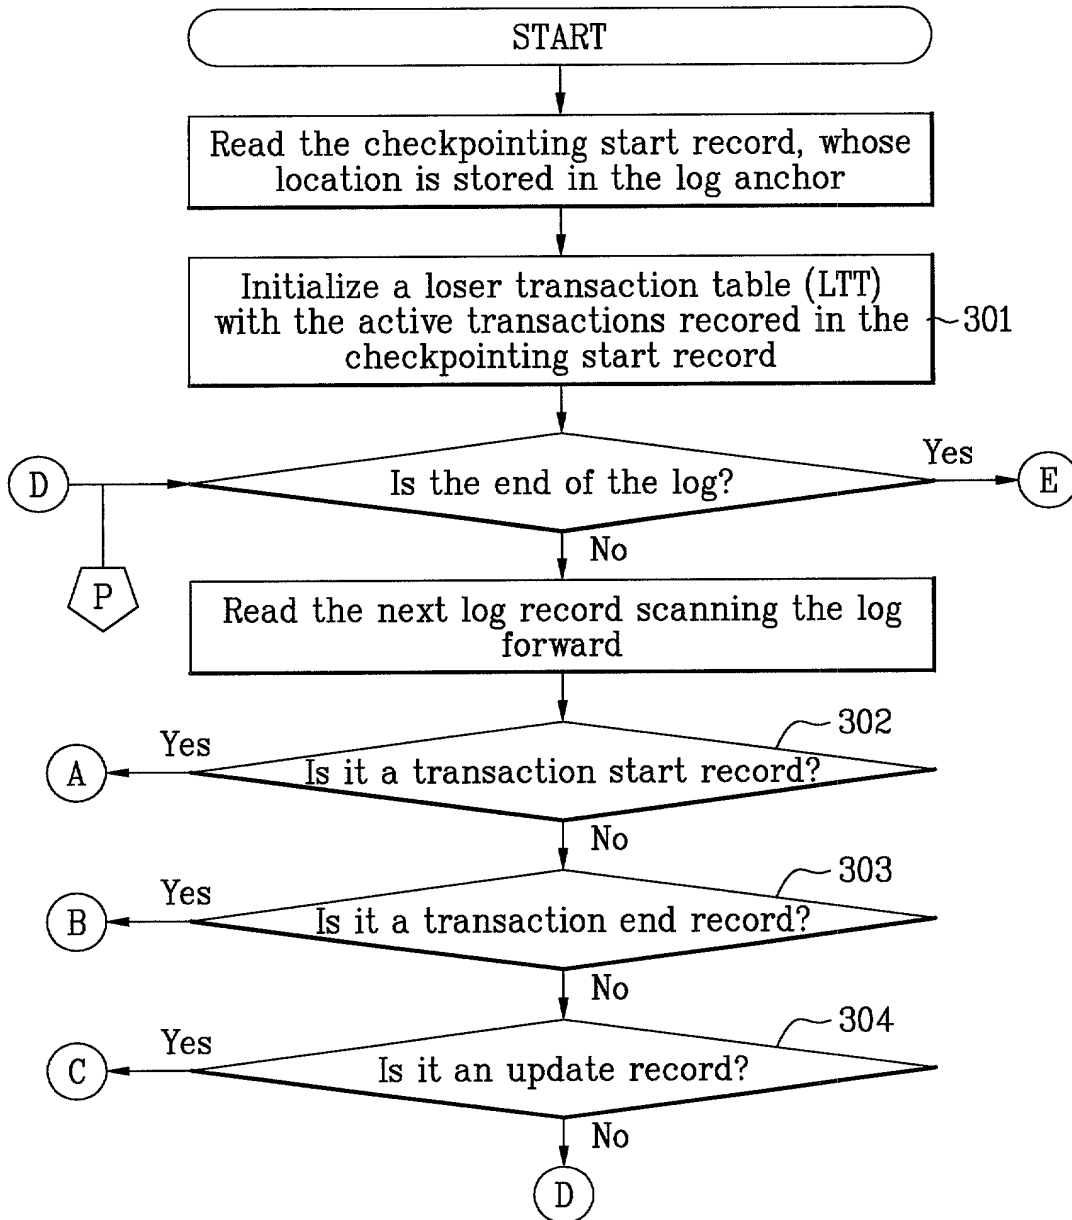 START
Read the checkpointing start record, whose
location is stored in the log anchor
Initialize a loser transaction table (LTT)
with the active transactions recored in the
checkpointing start record
301
D
Is the end of the log?
Yes
E
No
P
Read the next log record scanning the log
forward
302
A
Yes
Is it a transaction start record?
No
303
B
Yes
Is it a transaction end record?
No
304
C
Yes
Is it an update record?
No
D